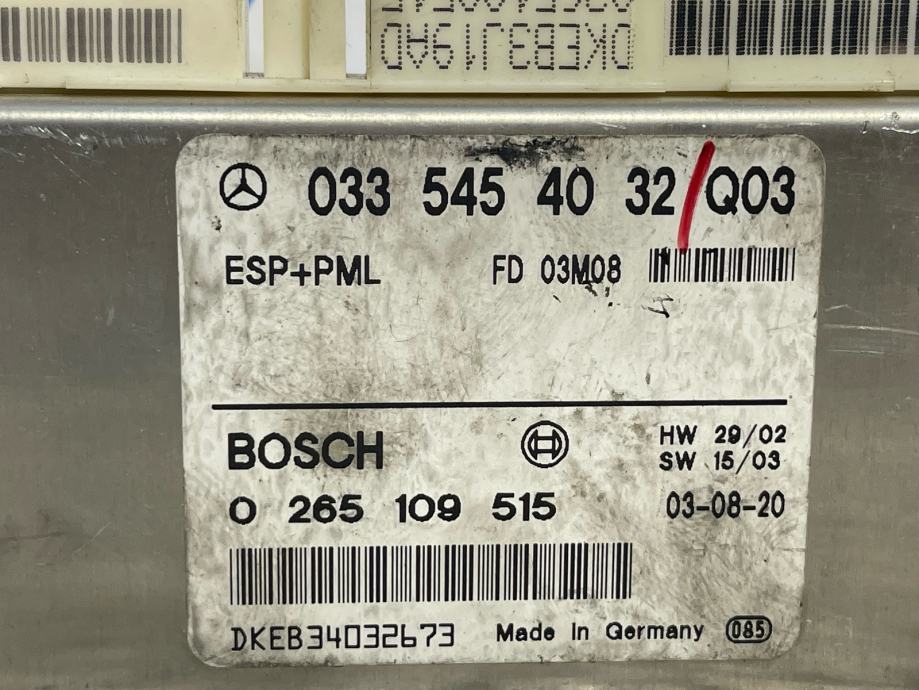 DKEB3J19AD
033 545 40 32/Q03
ESP+PML FD 03M08
BOSCH HW 29/02
SW 15/03
0 265 109 515 03-08-20
DKEB34032673 Made in Germany 085